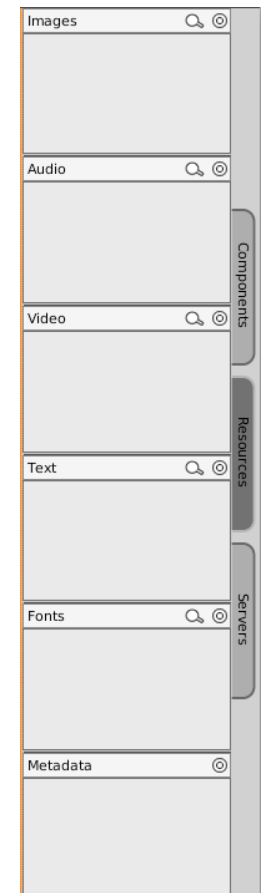 Images
Audio
Video
Text
Fonts
Metadata
Components
Resources
Servers